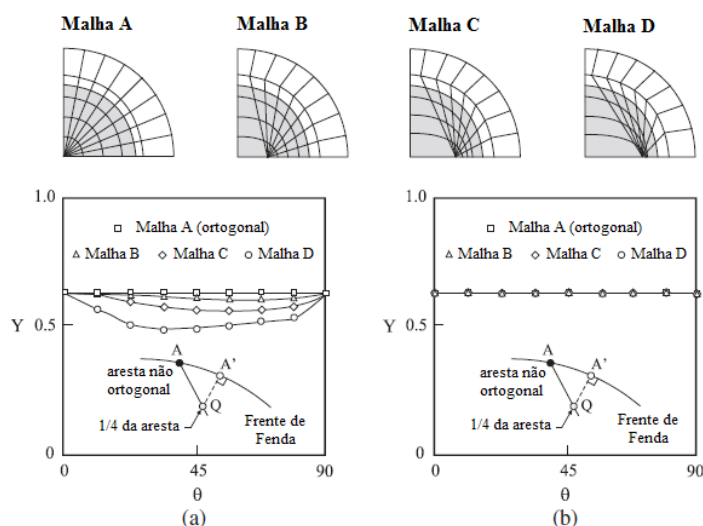 Malha A
Malha B
Malha C
Malha D
1.0
Malha A (ortogonal)
Malha B Malha C Malha D
Y
0.5
A
A'
aresta não
ortogonal
Q
1/4 da aresta
Frente de
Fenda
0
0
45
90
θ
(a)
1.0
Malha A (ortogonal)
Malha B Malha C Malha D
Y
0.5
A
A'
aresta não
ortogonal
Q
1/4 da aresta
Frente de
Fenda
0
0
45
90
θ
(b)